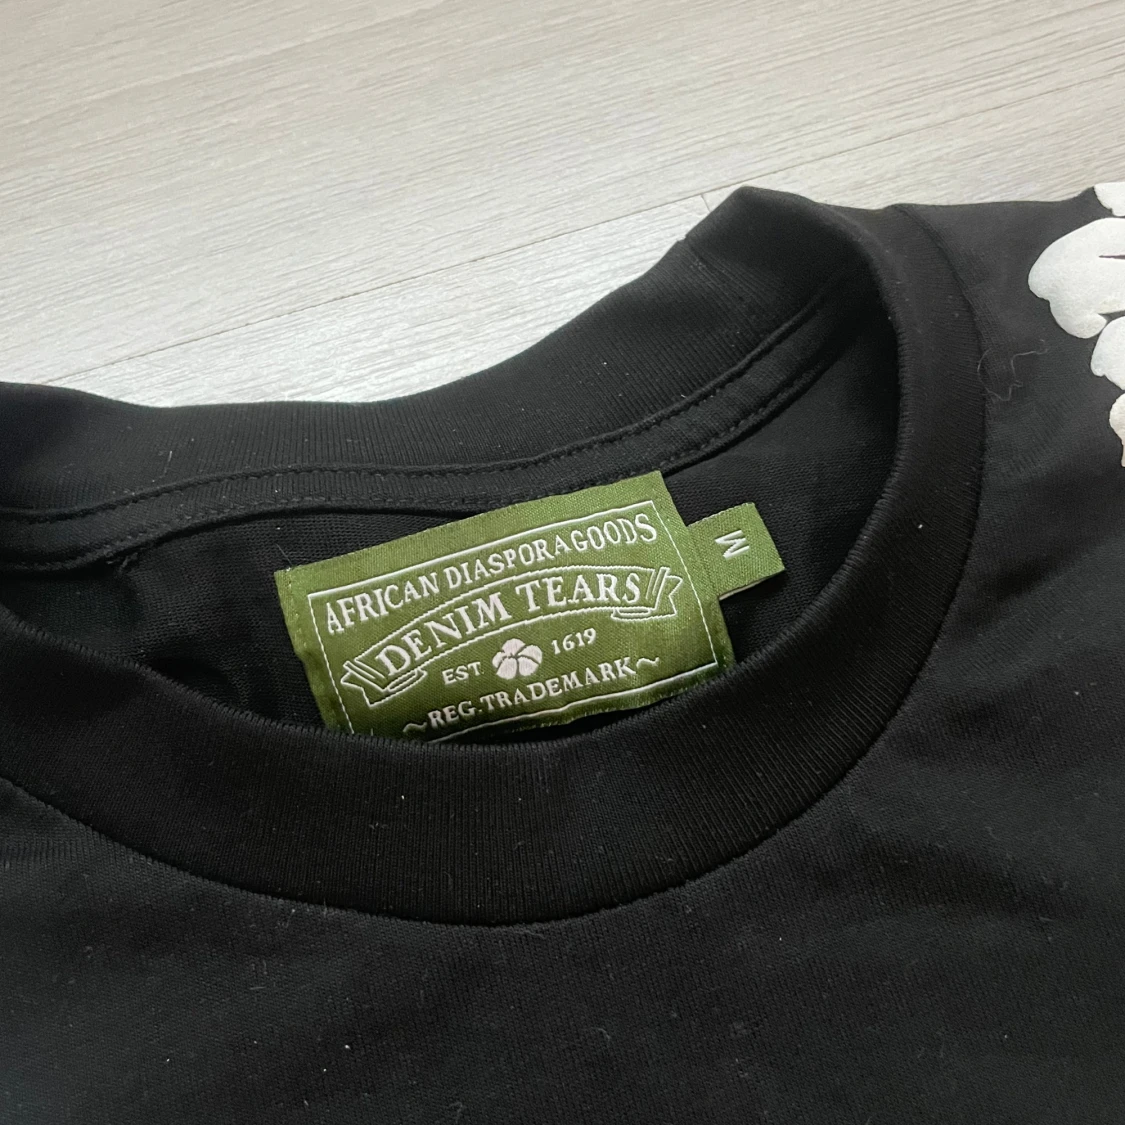 AFRICAN DIASPORA GOODS
DENIM TEARS
EST 1619
~REG.TRADEMARK~
M